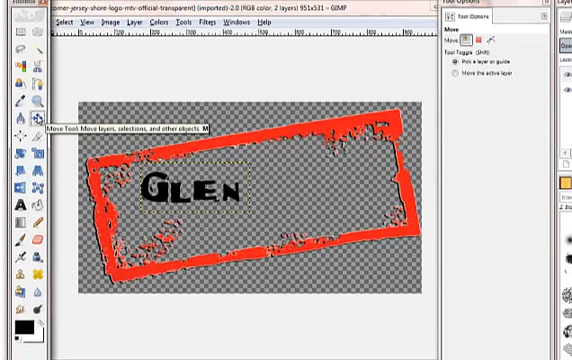 corner-jersey-shore-logo-mtv-official-transparent) (imported)-2.0 (RGB color, 2 layers) 951x531 – GIMP
Select View Image Layer Colors Tools Filters Windows Help
Tool Options
Move
Move:
Tool Toggle (Shift)
Pick a layer or guide
Move the active layer
Move Tool: Move layers, selections, and other objects M
GLEN